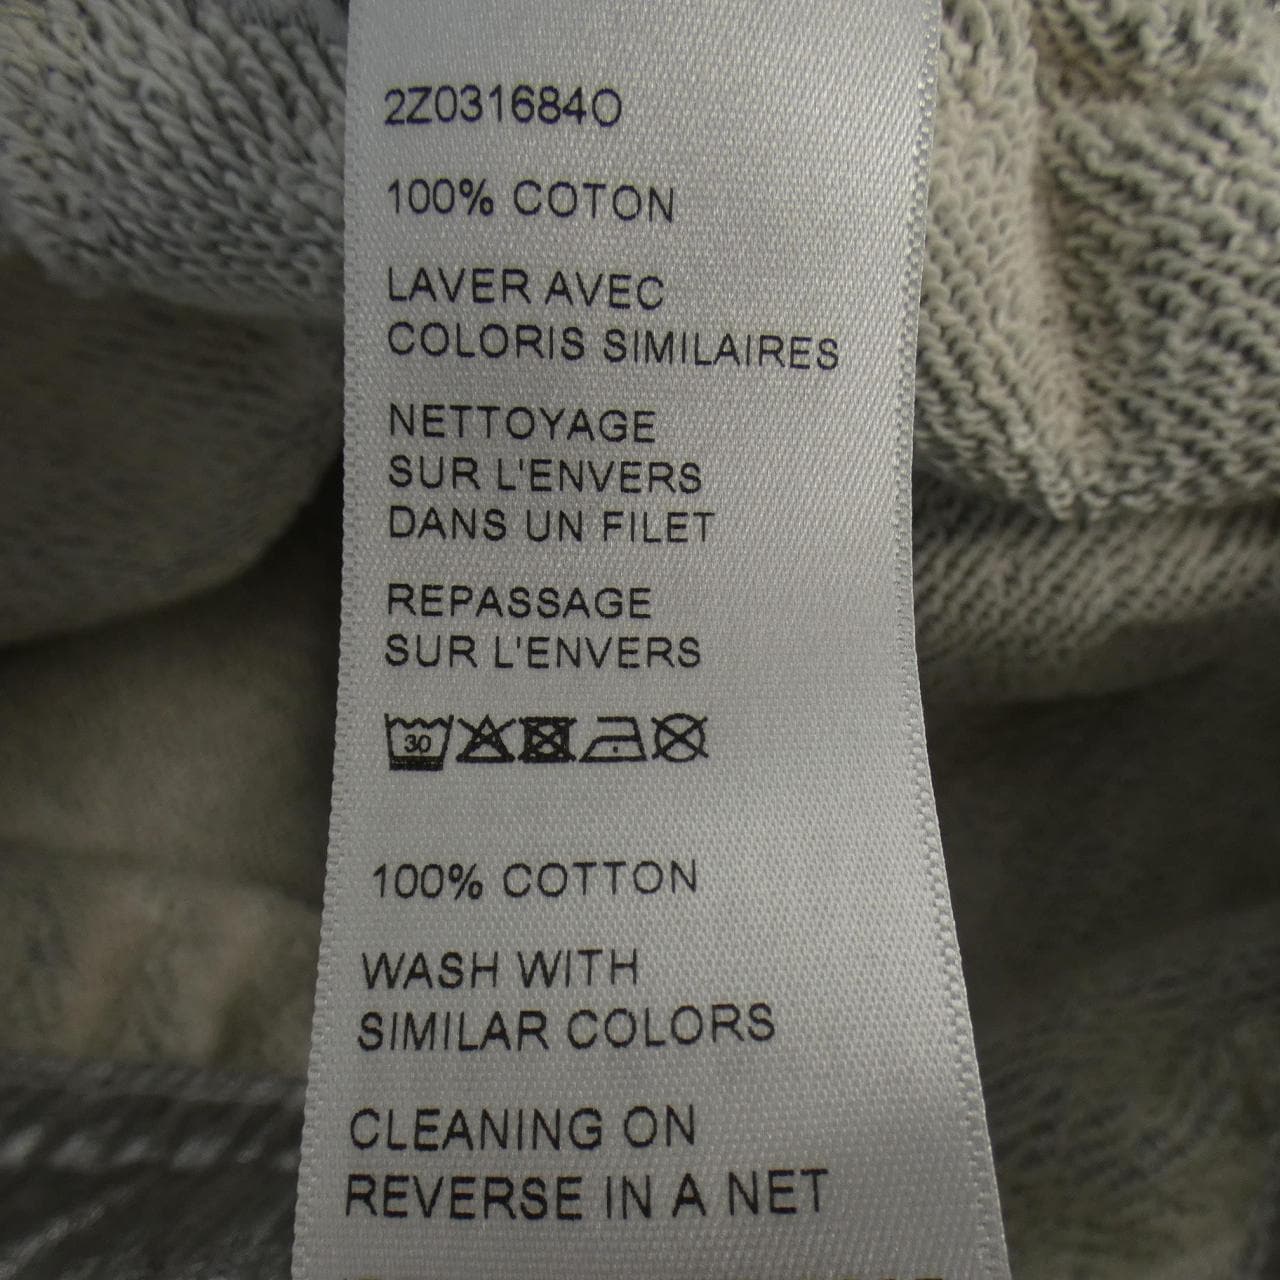 2Z031684O
100% COTON
LAVER AVEC
COLORIS SIMILAIRES
NETTOYAGE
SUR L'ENVERS
DANS UN FILET
REPASSAGE
SUR L'ENVERS
30
100% COTTON
WASH WITH
SIMILAR COLORS
CLEANING ON
REVERSE IN A NET